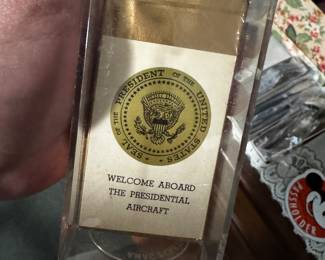 SEAL OF THE PRESIDENT OF THE UNITED STATES
WELCOME ABOARD
THE PRESIDENTIAL
AIRCRAFT